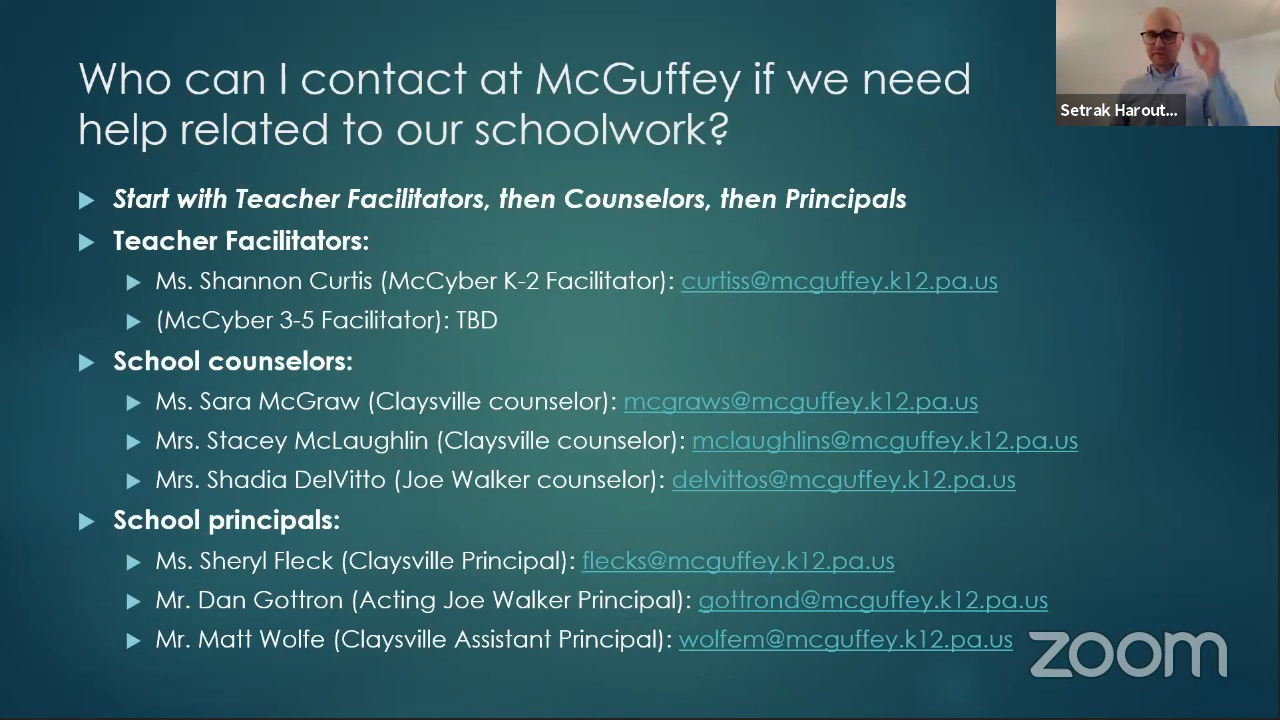 Who can I contact at McGuffey if we need
help related to our schoolwork?
Setrak Harout...
Start with Teacher Facilitators, then Counselors, then Principals
Teacher Facilitators:
Ms. Shannon Curtis (McCyber K-2 Facilitator): curtiss@mcguffey.k12.pa.us
(McCyber 3-5 Facilitator): TBD
School counselors:
Ms. Sara McGraw (Claysville counselor): mcgraws@mcguffey.k12.pa.us
Mrs. Stacey McLaughlin (Claysville counselor): mclaughlins@mcguffey.k12.pa.us
Mrs. Shadia DelVitto (Joe Walker counselor): delvittos@mcguffey.k12.pa.us
School principals:
Ms. Sheryl Fleck (Claysville Principal): flecks@mcguffey.k12.pa.us
Mr. Dan Gottron (Acting Joe Walker Principal): gottrond@mcguffey.k12.pa.us
Mr. Matt Wolfe (Claysville Assistant Principal): wolfem@mcguffey.k12.pa.us
zoom